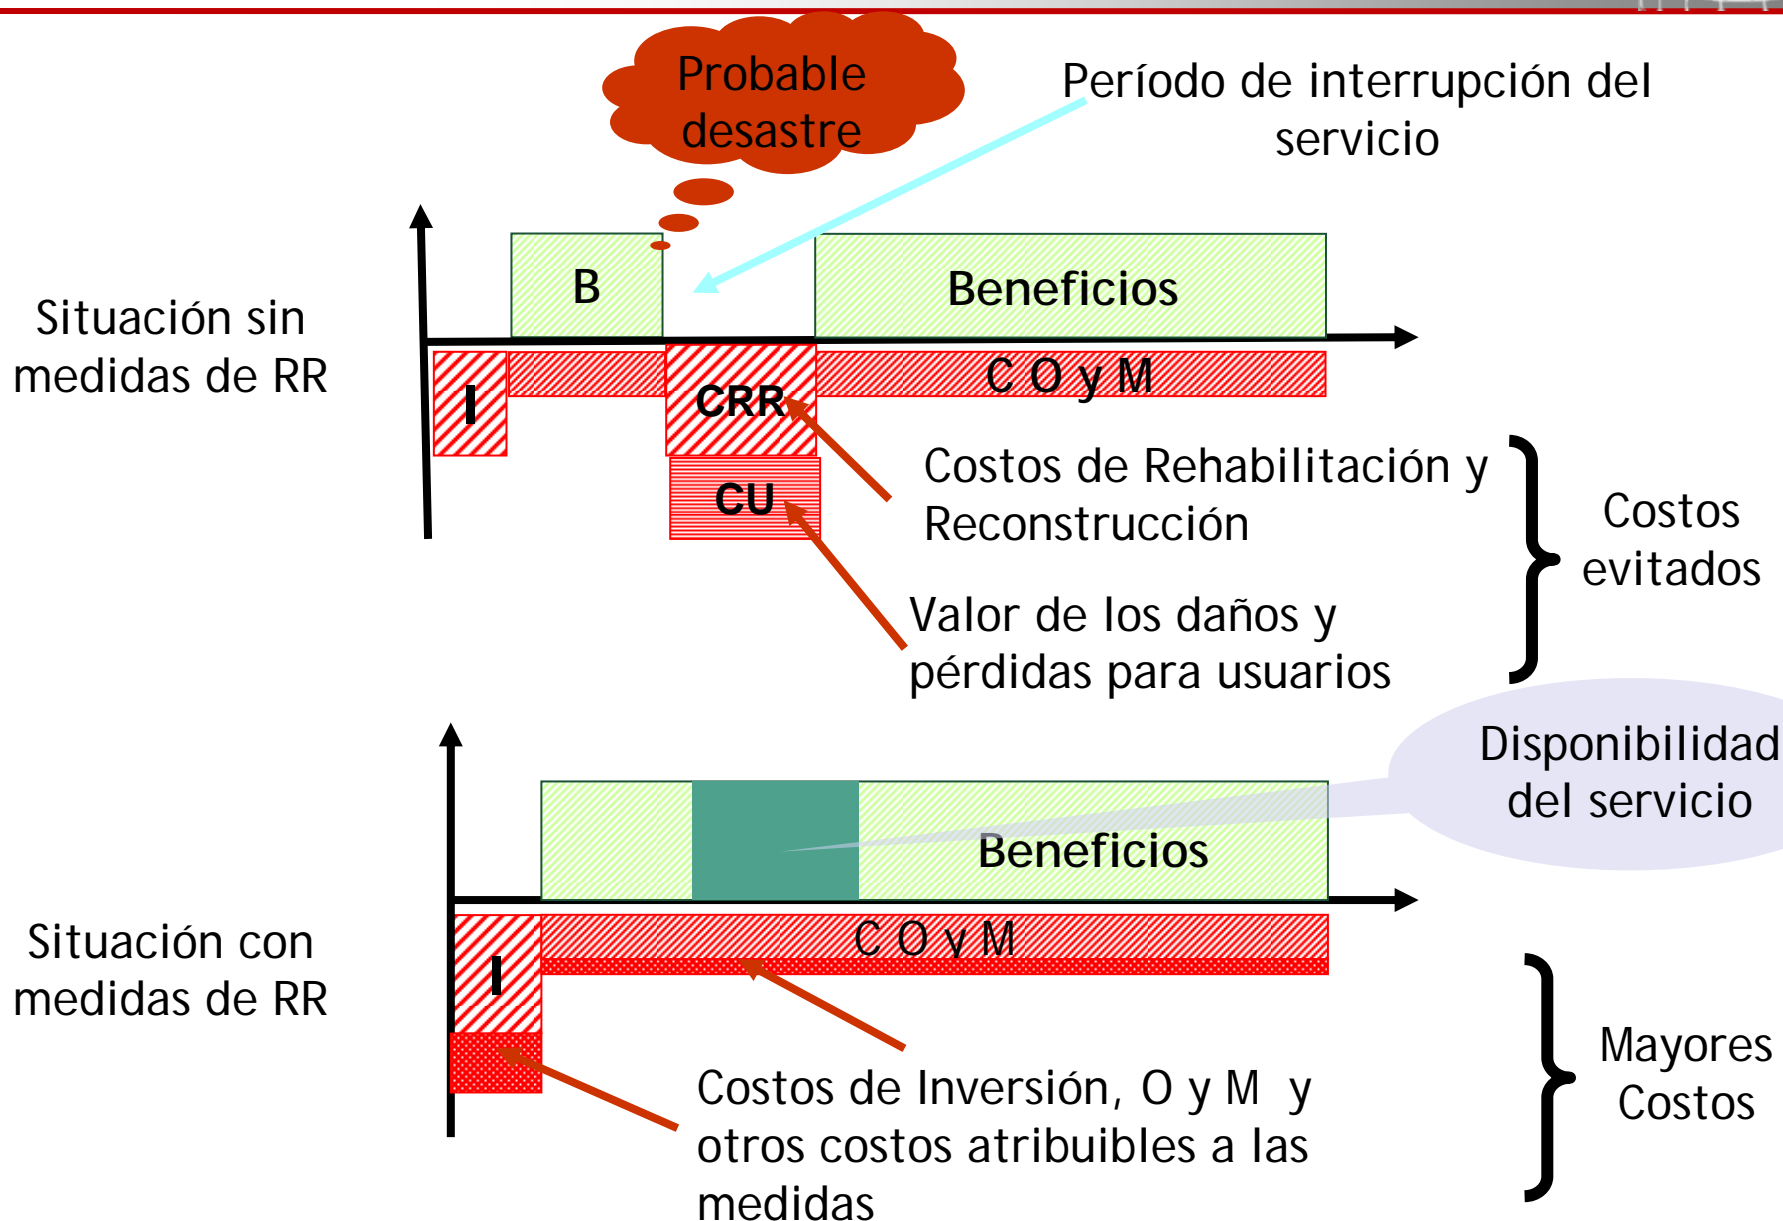 Probable
desastre
Período de interrupción del
servicio
Situación sin
medidas de RR
B
Beneficios
I
CRR
C O y M
CU
Costos de Rehabilitación y
Reconstrucción
Costos
evitados
Valor de los daños y
pérdidas para usuarios
Disponibilidad
del servicio
Beneficios
Situación con
medidas de RR
I
C O y M
Costos de Inversión, O y M y
otros costos atribuibles a las
medidas
Mayores
Costos